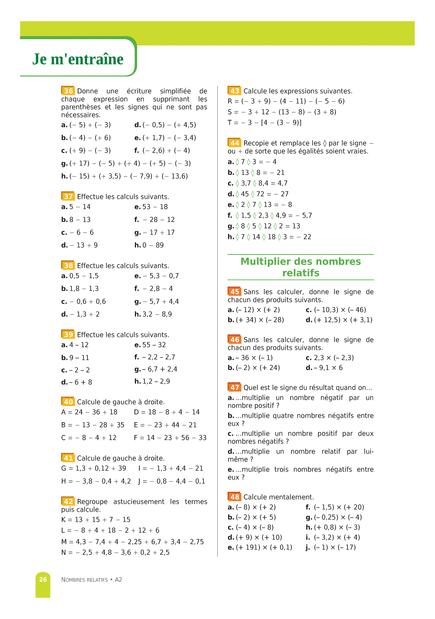 Je m'entraîne
36 Donne une écriture simplifiée de
chaque expression en supprimant les
parenthèses et les signes qui ne sont pas
nécessaires.
a. (− 5) + (− 3) d. (− 0,5) − (+ 4,5)
b. (− 4) − (+ 6) e. (+ 1,7) − (− 3,4)
c. (+ 9) − (− 3) f. (− 2,6) + (− 4)
g. (+ 17) − (− 5) + (+ 4) − (+ 5) − (− 3)
h. (− 15) + (+ 3,5) − (− 7,9) + (− 13,6)
37 Effectue les calculs suivants.
a. 5 − 14 e. 53 − 18
b. 8 − 13 f. − 28 − 12
c. − 6 − 6 g. − 17 + 17
d. − 13 + 9 h. 0 − 89
38 Effectue les calculs suivants.
a. 0,5 − 1,5 e. − 5,3 − 0,7
b. 1,8 − 1,3 f. − 2,8 − 4
c. − 0,6 + 0,6 g. − 5,7 + 4,4
d. − 1,3 + 2 h. 3,2 − 8,9
39 Effectue les calculs suivants.
a. 4 − 12 e. 55 − 32
b. 9 − 11 f. − 2,2 − 2,7
c. − 2 − 2 g. − 6,7 + 2,4
d. − 6 + 8 h. 1,2 − 2,9
40 Calcule de gauche à droite.
A = 24 − 36 + 18 D = 18 − 8 + 4 − 14
B = − 13 − 28 + 35 E = − 23 + 44 − 21
C = − 8 − 4 + 12 F = 14 − 23 + 56 − 33
41 Calcule de gauche à droite.
G = 1,3 + 0,12 + 39 I = − 1,3 + 4,4 − 21
H = − 3,8 − 0,4 + 4,2 J = − 0,8 − 4,4 − 0,1
42 Regroupe astucieusement les termes
puis calcule.
K = 13 + 15 + 7 − 15
L = − 8 + 4 + 18 − 2 + 12 + 6
M = 4,3 − 7,4 + 4 − 2,25 + 6,7 + 3,4 − 2,75
N = − 2,5 + 4,8 − 3,6 + 0,2 + 2,5
43 Calcule les expressions suivantes.
R = (− 3 + 9) − (4 − 11) − (− 5 − 6)
S = − 3 + 12 − (13 − 8) − (3 + 8)
T = − 3 − [4 − (3 − 9)]
44 Recopie et remplace les ◊ par le signe −
ou + de sorte que les égalités soient vraies.
a. ◊ 7 ◊ 3 = − 4
b. ◊ 13 ◊ 8 = − 21
c. ◊ 3,7 ◊ 8,4 = 4,7
d. ◊ 45 ◊ 72 = − 27
e. ◊ 2 ◊ 7 ◊ 13 = − 8
f. ◊ 1,5 ◊ 2,3 ◊ 4,9 = − 5,7
g. ◊ 8 ◊ 5 ◊ 12 ◊ 2 = 13
h. ◊ 7 ◊ 14 ◊ 18 ◊ 3 = − 22
Multiplier des nombres
relatifs
45 Sans les calculer, donne le signe de
chacun des produits suivants.
a. (− 12) × (+ 2) c. (− 10,3) × (− 46)
b. (+ 34) × (− 28) d. (+ 12,5) × (+ 3,1)
46 Sans les calculer, donne le signe de
chacun des produits suivants.
a. − 36 × (− 1) c. 2,3 × (− 2,3)
b. (− 2) × (+ 24) d. − 9,1 × 6
47 Quel est le signe du résultat quand on...
a. ...multiplie un nombre négatif par un
nombre positif ?
b. ...multiplie quatre nombres négatifs entre
eux ?
c. ...multiplie un nombre positif par deux
nombres négatifs ?
d. ...multiplie un nombre relatif par lui-
même ?
e. ...multiplie trois nombres négatifs entre
eux ?
48 Calcule mentalement.
a. (− 8) × (+ 2) f. (− 1,5) × (+ 20)
b. (− 2) × (+ 5) g. (− 0,25) × (− 4)
c. (− 4) × (− 8) h. (+ 0,8) × (− 3)
d. (+ 9) × (+ 10) i. (− 3,2) × (+ 4)
e. (+ 191) × (+ 0,1) j. (− 1) × (− 17)
26 NOMBRES RELATIFS • A2